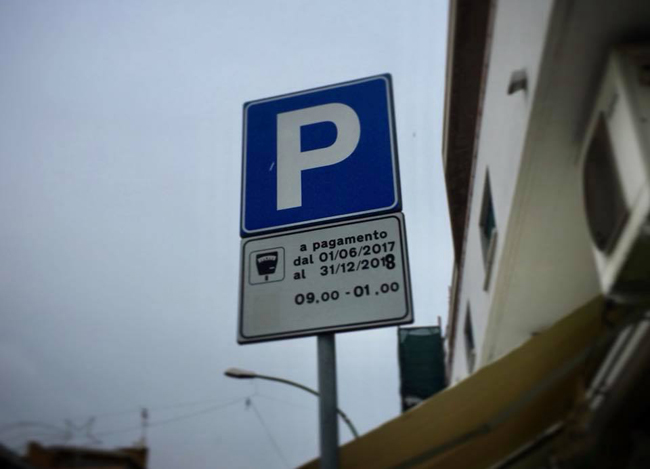 P
a pagamento
dal 01/06/2017
al 31/12/2018
09.00 - 01.00